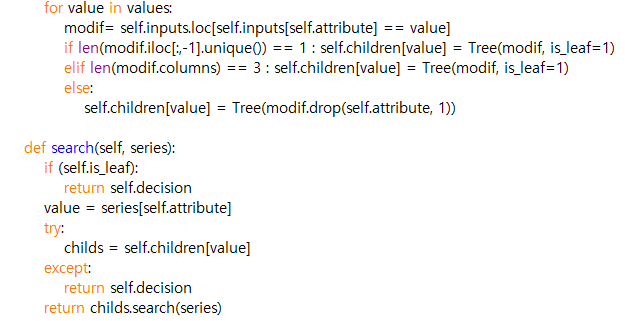 for value in values:
modif= self.inputs.loc[self.inputs[self.attribute] == value]
if len(modif.iloc[:,-1].unique()) == 1 : self.children[value] = Tree(modif, is_leaf=1)
elif len(modif.columns) == 3 : self.children[value] = Tree(modif, is_leaf=1)
else:
self.children[value] = Tree(modif.drop(self.attribute, 1))
def search(self, series):
if (self.is_leaf):
return self.decision
value = series[self.attribute]
try:
childs = self.children[value]
except:
return self.decision
return childs.search(series)